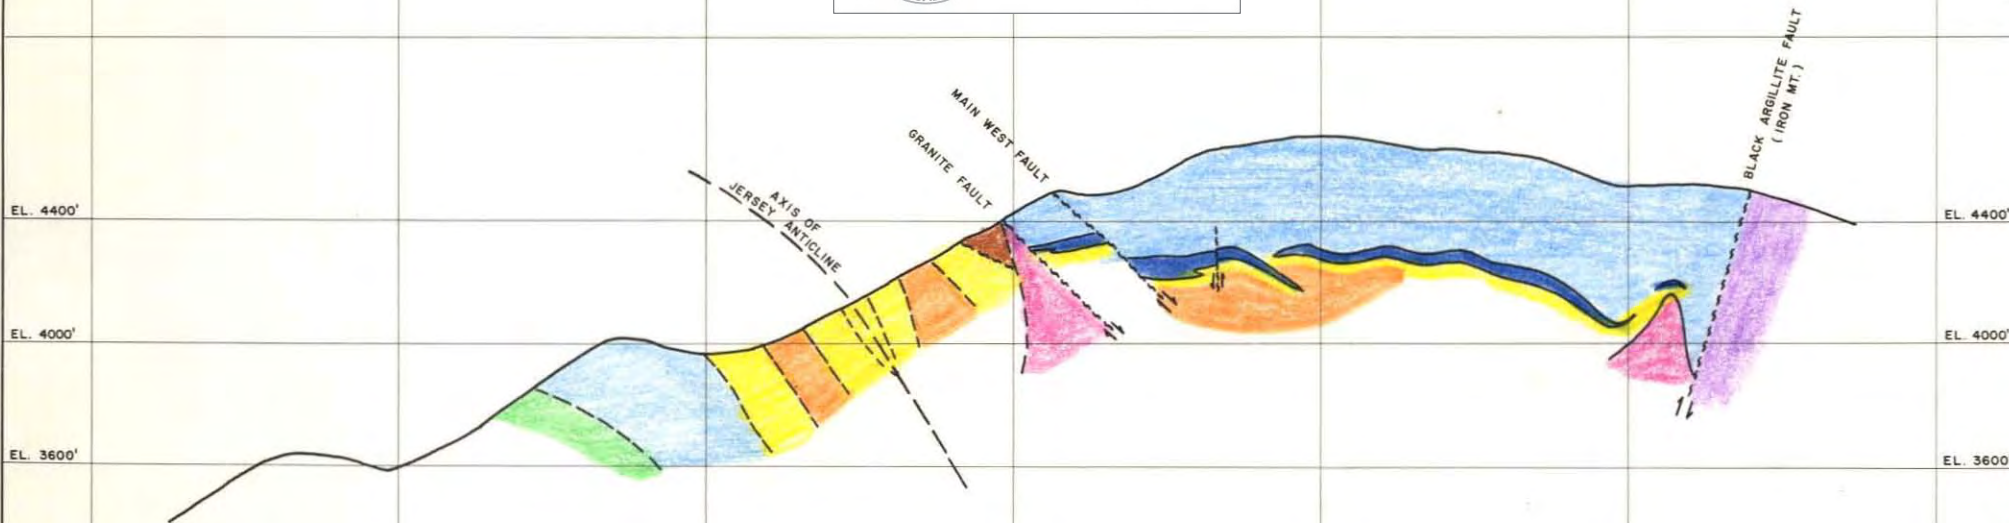 BLACK ARGILLITE FAULT
( IRON MT. )
MAIN WEST FAULT
GRANITE FAULT
AXIS OF
JERSEY ANTICLINE
EL. 4400'
EL. 4400'
EL. 4000'
EL. 4000'
EL. 3600'
EL. 3600